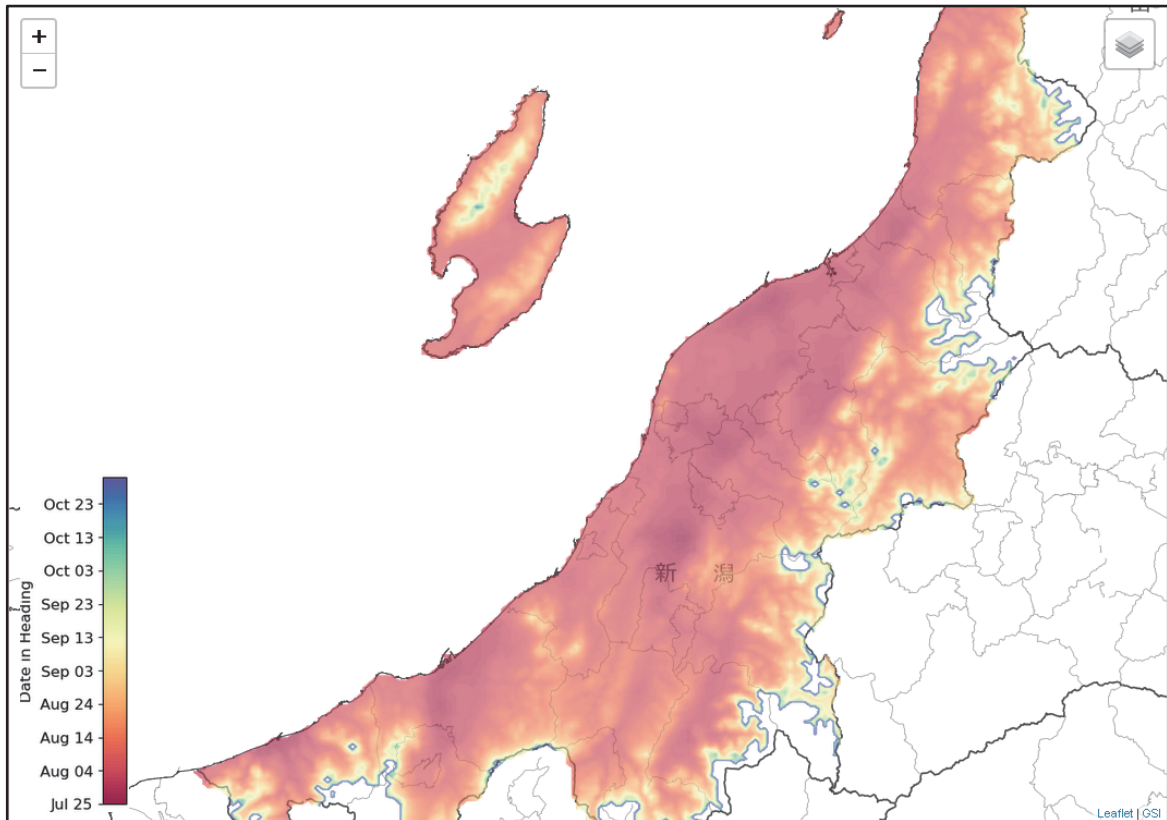 +
−
新 潟
Date in Heading
Oct 23
Oct 13
Oct 03
Sep 23
Sep 13
Sep 03
Aug 24
Aug 14
Aug 04
Jul 25
Leaflet | GSI